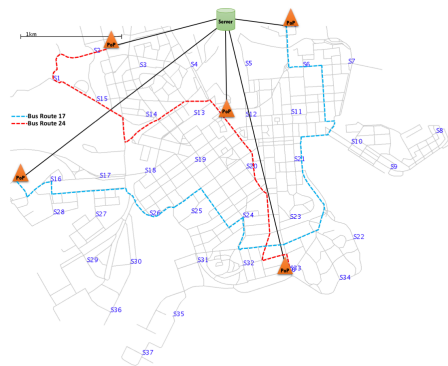 Server
PoP
PoP
1km
S2
S3
S4
S5
S6
S7
S1
S15
S14
S13
PoP
S12
S11
Bus Route 17
Bus Route 24
S8
S10
S9
S19
S20
S21
PoP
S16
S17
S18
S28
S27
S26
S25
S24
S23
S22
S29
S30
S31
S32
PoP
S33
S34
S36
S35
S37